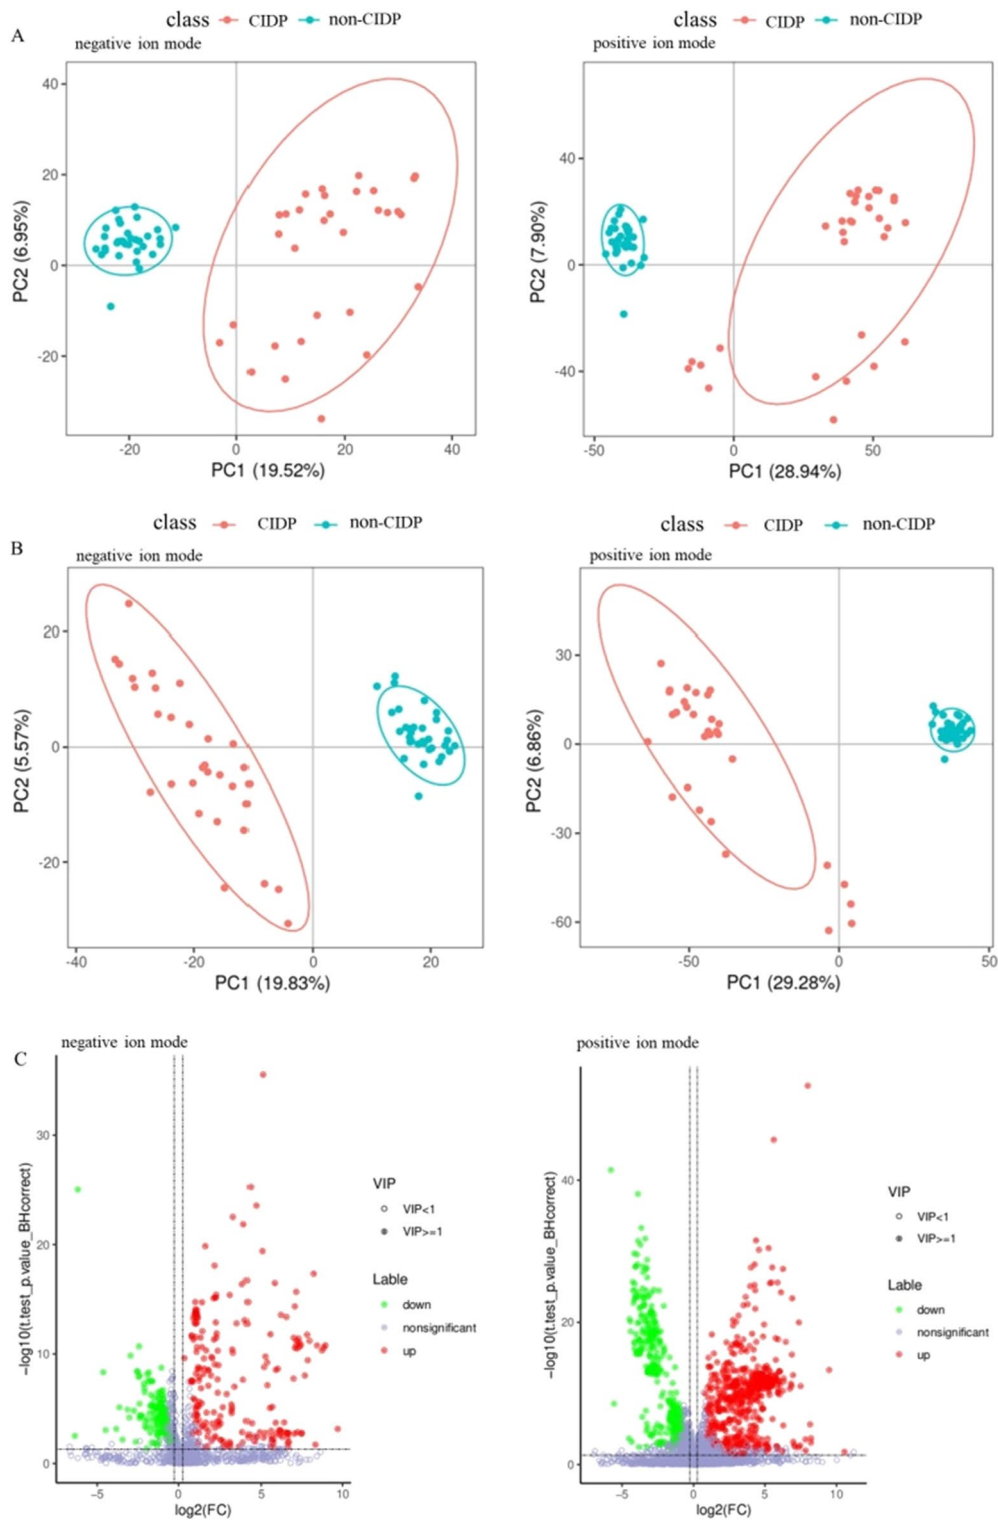 class CIDP non-CIDP
class CIDP non-CIDP
A
negative ion mode
positive ion mode
40
20
0
-20
PC2 (6.95%)
-20 0 20 40
PC1 (19.52%)
40
0
-40
PC2 (7.90%)
-50 0 50
PC1 (28.94%)
class CIDP non-CIDP
class CIDP non-CIDP
B
negative ion mode
positive ion mode
20
0
-20
PC2 (5.57%)
-40 -20 0 20
PC1 (19.83%)
30
0
-30
-60
PC2 (6.86%)
-50 0 50
PC1 (29.28%)
C
negative ion mode
positive ion mode
30
20
10
0
−log10(t.test_p.value_BHcorrect)
−5 0 5 10
log2(FC)
VIP
VIP<1
VIP>=1
Lable
down
nonsignificant
up
40
20
0
−log10(t.test_p.value_BHcorrect)
−5 0 5 10
log2(FC)
VIP
VIP<1
VIP>=1
Lable
down
nonsignificant
up